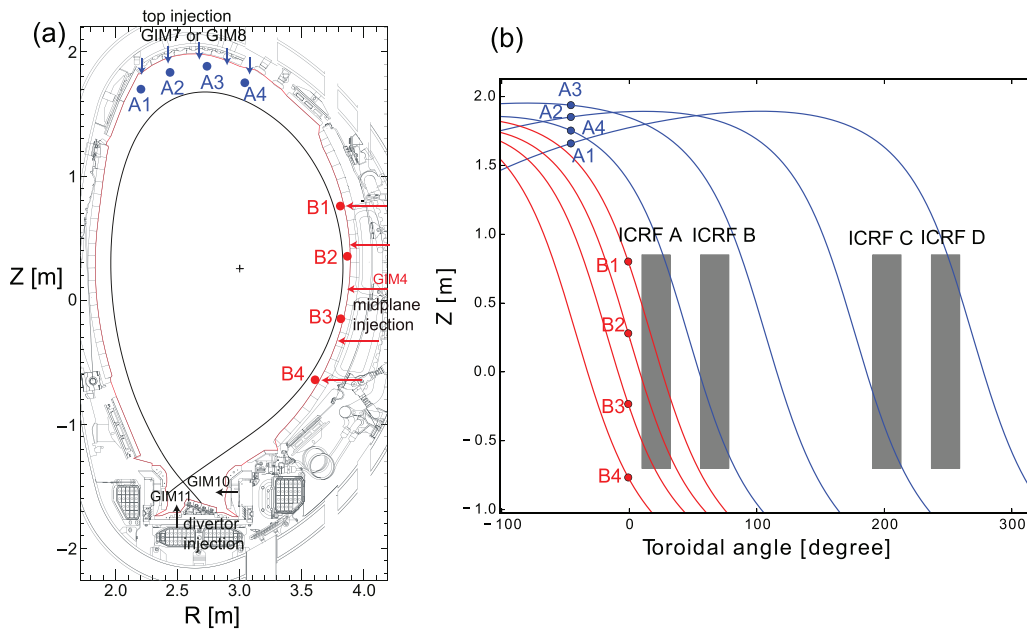 (a)
top injection
GIM7 or GIM8
A1
A2
A3
A4
B1
B2
GIM4
midplane
injection
B3
B4
GIM10
GIM11
divertor
injection
Z [m]
2
1
0
−1
−2
2.0
2.5
3.0
3.5
4.0
R [m]
(b)
A3
A2
A4
A1
ICRF A
ICRF B
ICRF C
ICRF D
B1
B2
B3
B4
Z [m]
2.0
1.5
1.0
0.5
0.0
−0.5
−1.0
−100
0
100
200
300
Toroidal angle [degree]